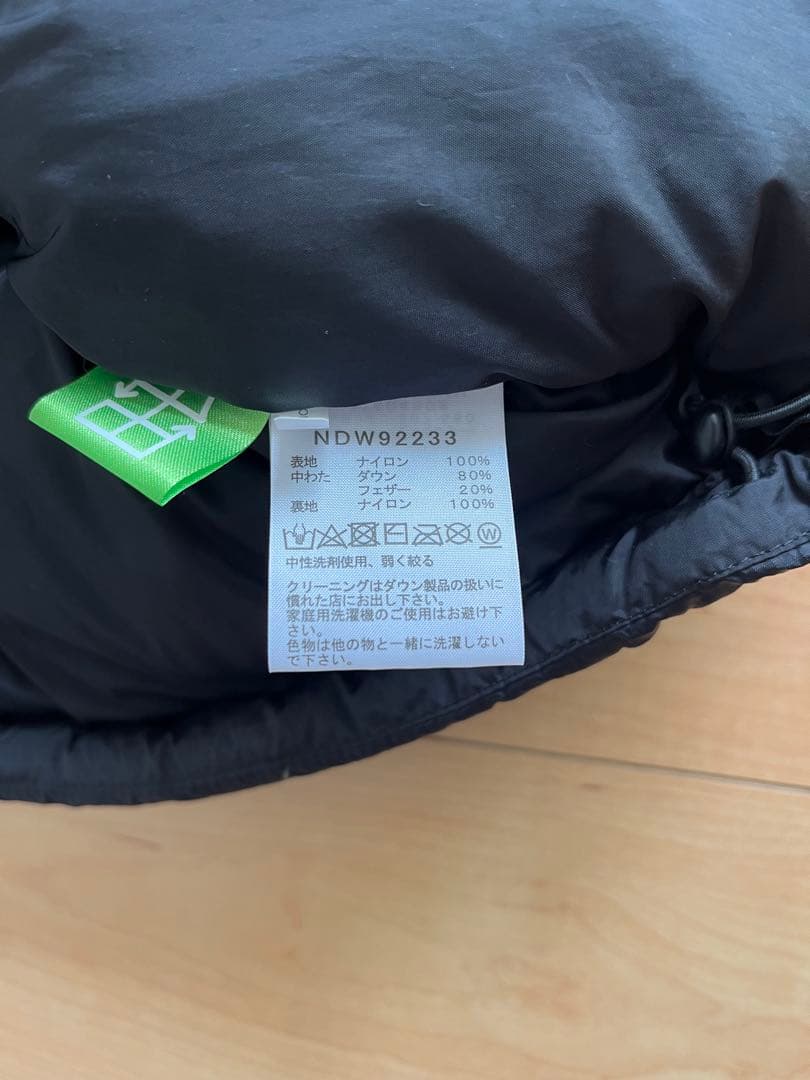 NDW92233
表地 ナイロン 100%
中わた ダウン 80%
フェザー 20%
裏地 ナイロン 100%
W
中性洗剤使用、弱く絞る
クリーニングはダウン製品の扱いに
慣れた店にお出し下さい。
家庭用洗濯機のご使用はお避け下
さい。
色物は他の物と一緒に洗濯しない
で下さい。